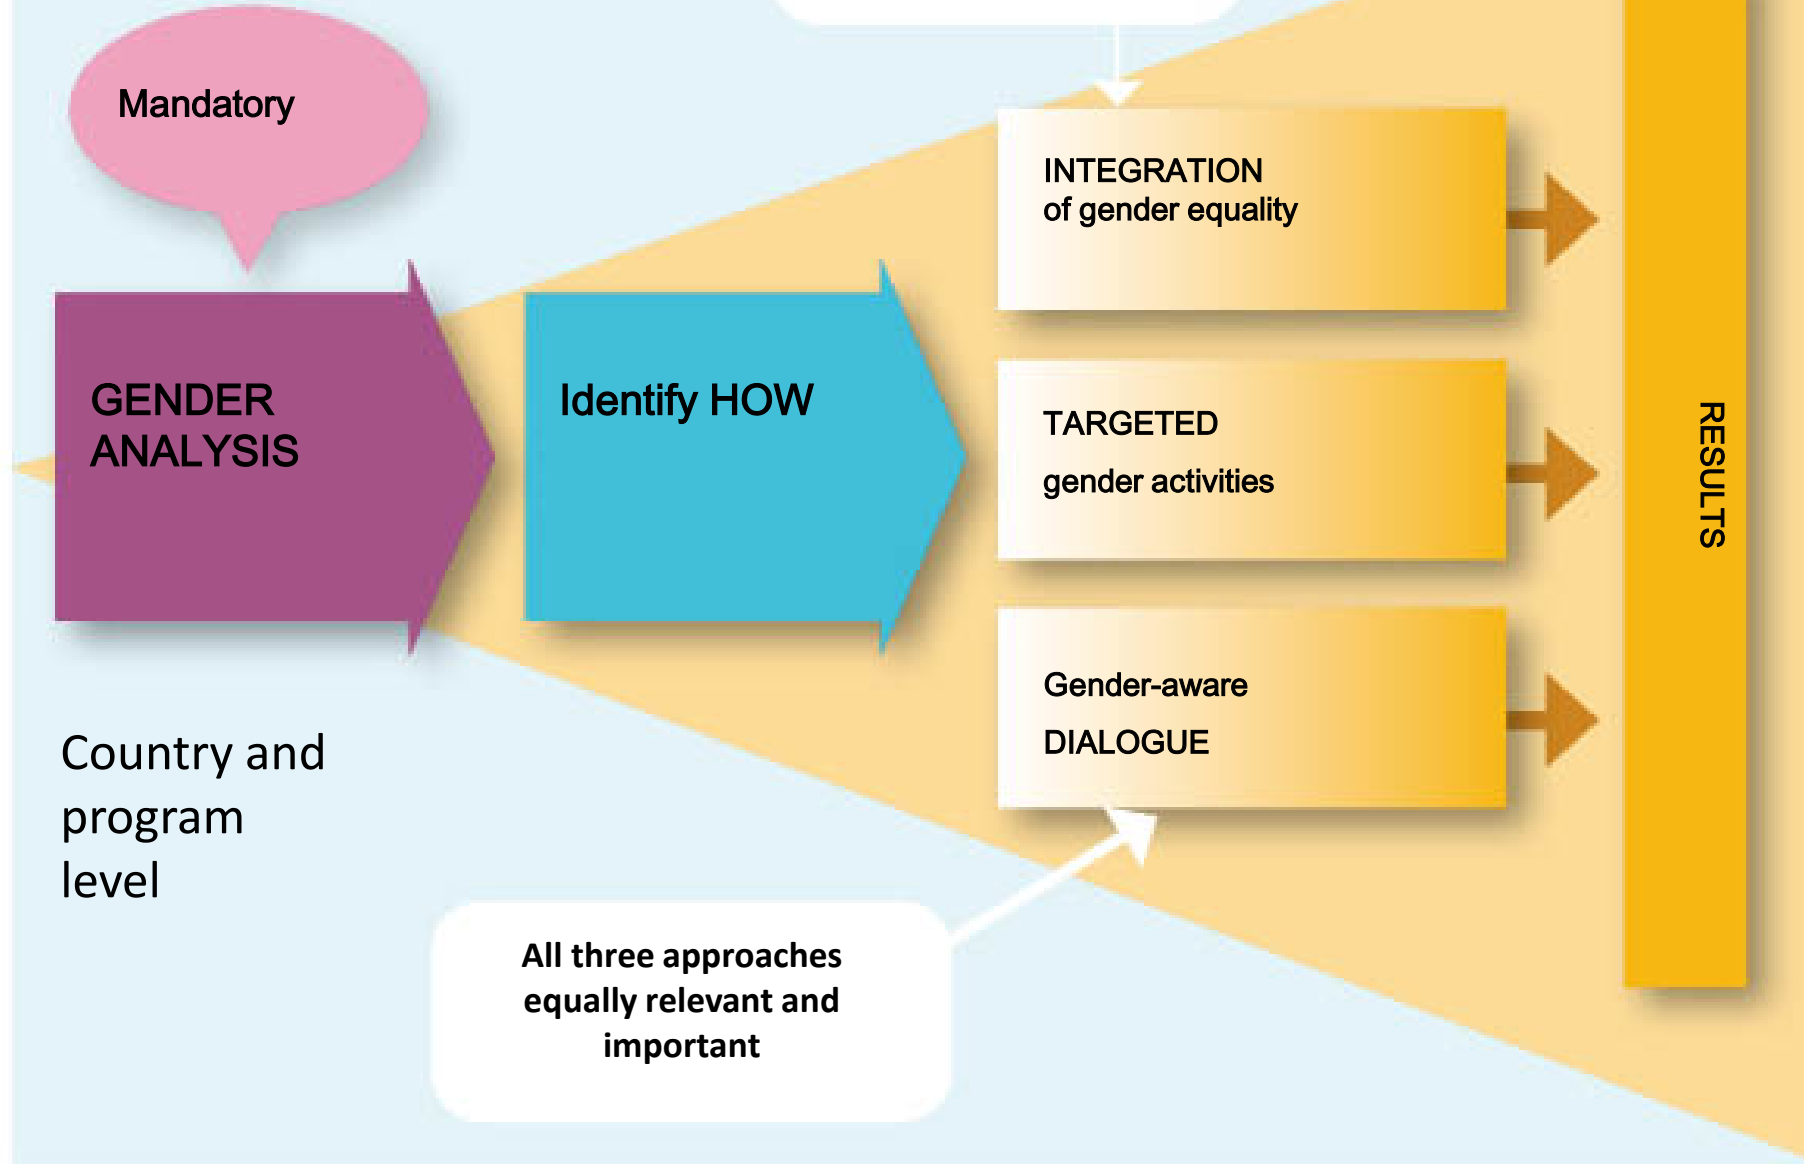 Mandatory
GENDER
ANALYSIS
Country and
program
level
Identify HOW
INTEGRATION
of gender equality
TARGETED
gender activities
Gender-aware
DIALOGUE
All three approaches
equally relevant and
important
RESULTS